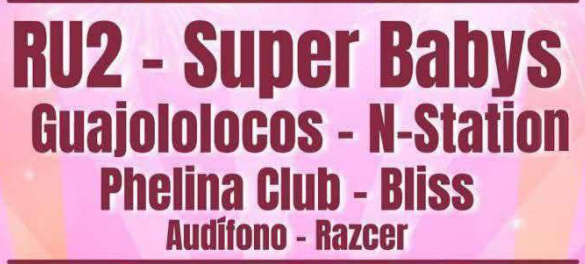 RU2 - Super Babys
Guajololocos - N-Station
Phelina Club - Bliss
Audífono - Razcer